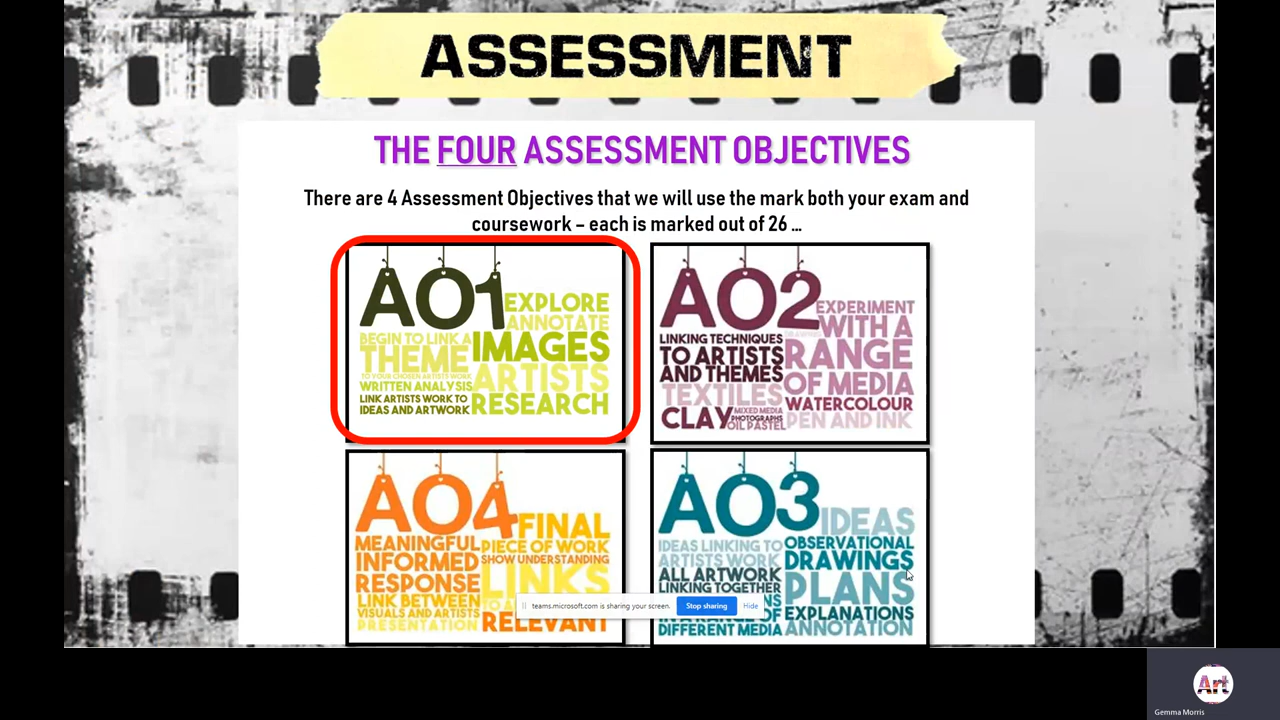 ASSESSMENT
THE FOUR ASSESSMENT OBJECTIVES
There are 4 Assessment Objectives that we will use the mark both your exam and
coursework – each is marked out of 26 ...
AO1
EXPLORE
ANNOTATE
BEGIN TO LINK A
THEME
TO YOUR CHOSEN ARTISTS WORK
WRITTEN ANALYSIS
LINK ARTISTS WORK TO
IDEAS AND ARTWORK
IMAGES
ARTISTS
RESEARCH
AO2
EXPERIMENT
WITH A
RANGE
OF MEDIA
WATERCOLOUR
PEN AND INK
LINKING TECHNIQUES
TO ARTISTS
AND THEMES
TEXTILES
CLAY
MIXED MEDIA
PHOTOGRAPHS
OIL PASTEL
AO4
FINAL
PIECE OF WORK
SHOW UNDERSTANDING
LINKS
RELEVANT
MEANINGFUL
INFORMED
RESPONSE
LINK BETWEEN
VISUALS AND ARTISTS
PRESENTATION
AO3
IDEAS
OBSERVATIONAL
DRAWINGS
PLANS
EXPLANATIONS
ANNOTATION
IDEAS LINKING TO
ARTISTS WORK
ALL ARTWORK
LINKING TOGETHER
OF
DIFFERENT MEDIA
teams.microsoft.com is sharing your screen.
Stop sharing
Hide
Art
Gemma Morris